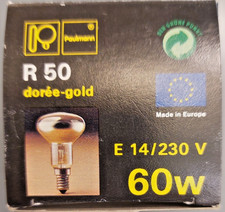 Paulmann
R 50
dorée-gold
Made in Europe
E 14/230 V
60w